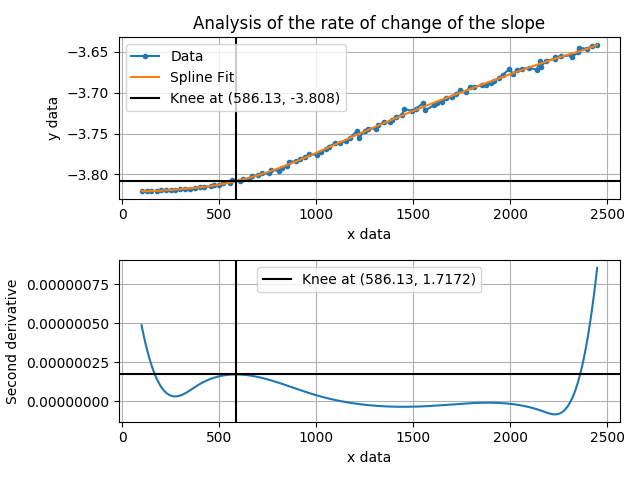 Analysis of the rate of change of the slope
y data
−3.65
−3.70
−3.75
−3.80
Data
Spline Fit
Knee at (586.13, -3.808)
0 500 1000 1500 2000 2500
x data
Second derivative
0.00000075
0.00000050
0.00000025
0.00000000
Knee at (586.13, 1.7172)
0 500 1000 1500 2000 2500
x data